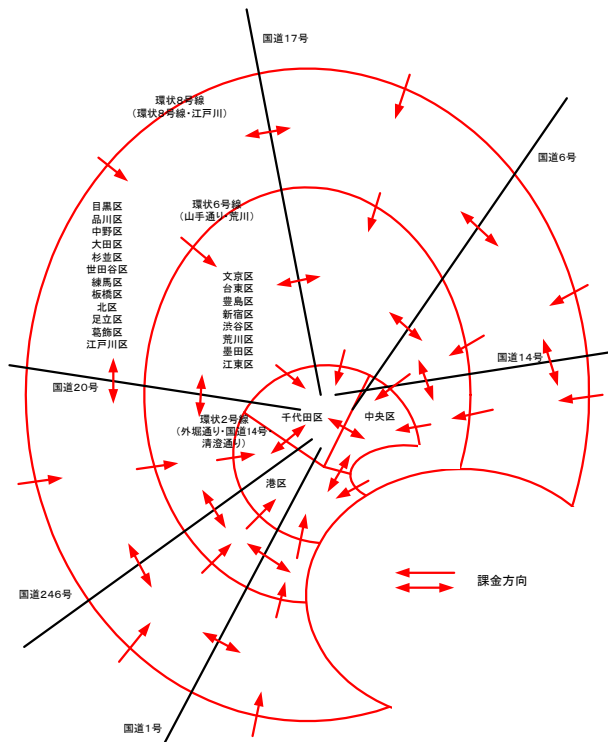 国道17号
環状8号線
(環状8号線・江戸川)
国道6号
環状6号線
(山手通り・荒川)
目黒区
品川区
中野区
大田区
杉並区
世田谷区
練馬区
板橋区
北区
足立区
葛飾区
江戸川区
文京区
台東区
豊島区
新宿区
渋谷区
荒川区
墨田区
江東区
国道14号
国道20号
環状2号線
(外堀通り・国道14号・
清澄通り)
千代田区
中央区
港区
課金方向
国道246号
国道1号